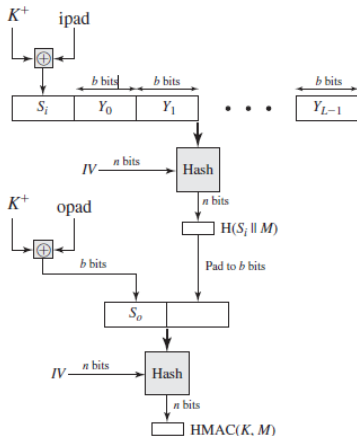 K+ ipad
⊕
b bits b bits b bits
Si Y0 Y1 • • • YL−1
IV n bits Hash
n bits
K+ opad H(Si || M)
⊕
b bits Pad to b bits
So
IV n bits Hash
n bits
HMAC(K, M)